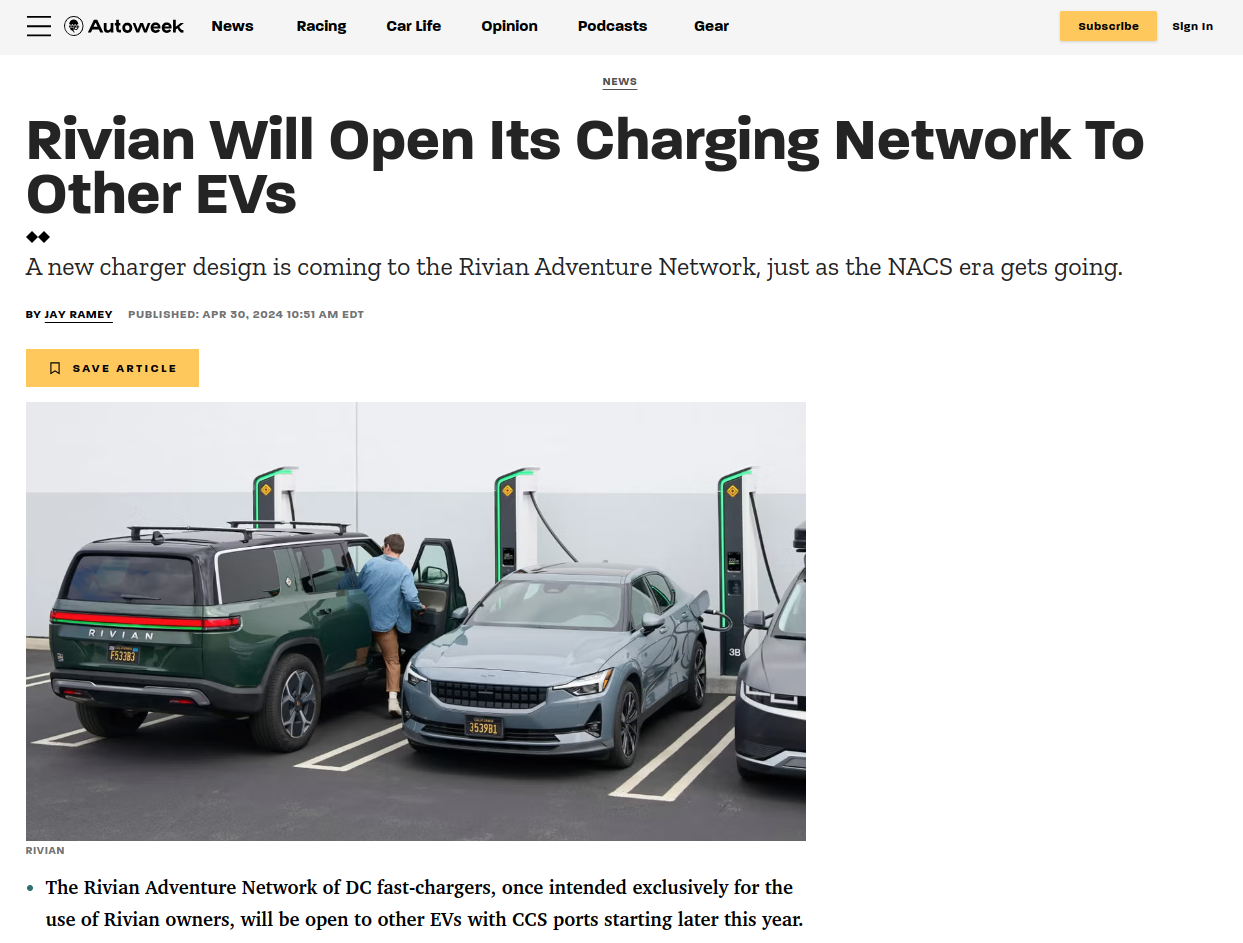 Autoweek
News
Racing
Car Life
Opinion
Podcasts
Gear
Subscribe
Sign In
NEWS
Rivian Will Open Its Charging Network To
Other EVs
A new charger design is coming to the Rivian Adventure Network, just as the NACS era gets going.
BY JAY RAMEY PUBLISHED: APR 30, 2024 10:51 AM EDT
SAVE ARTICLE
RIVIAN
F533B3
3539B1
3B
RIVIAN
• The Rivian Adventure Network of DC fast-chargers, once intended exclusively for the
use of Rivian owners, will be open to other EVs with CCS ports starting later this year.